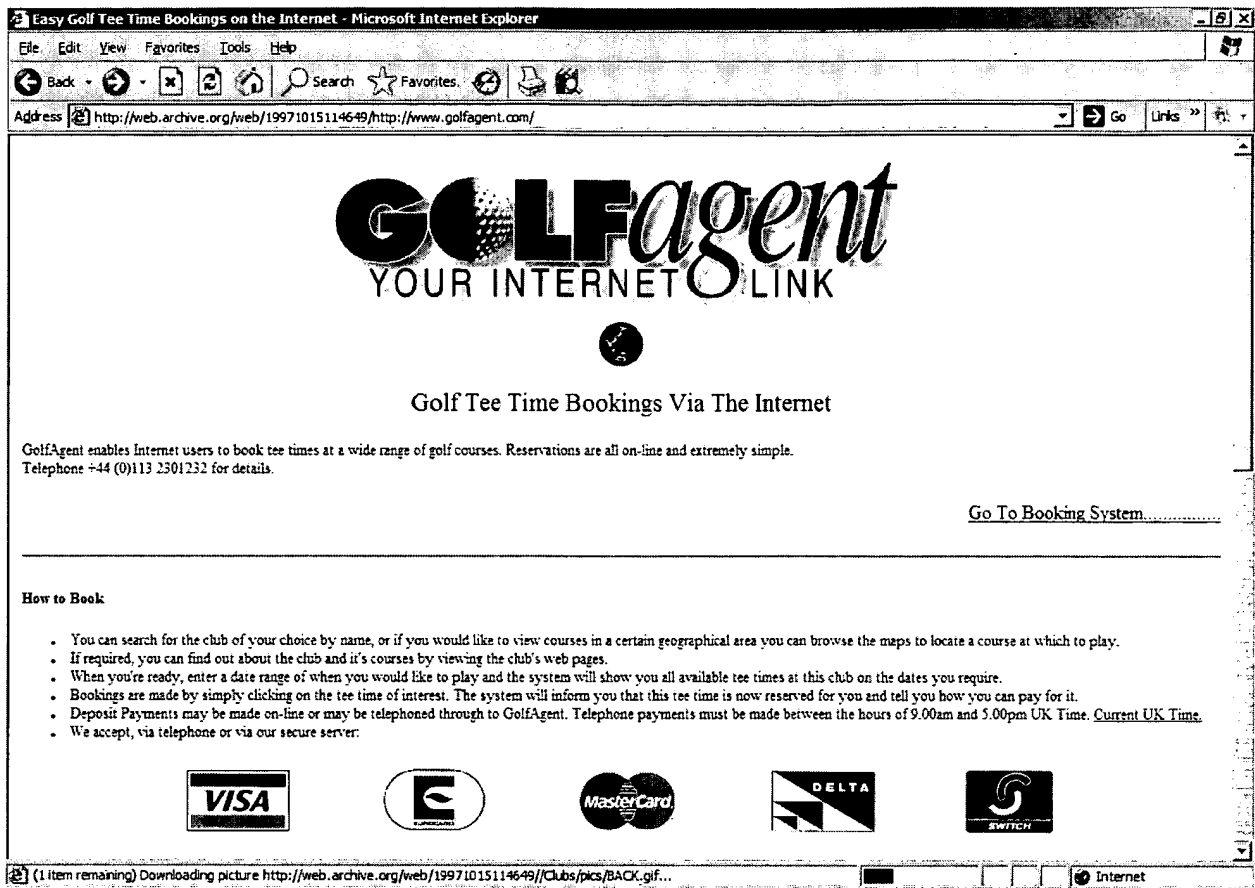 Easy Golf Tee Time Bookings on the Internet - Microsoft Internet Explorer
File Edit View Favorites Tools Help
Back Search Favorites
Address http://web.archive.org/web/19971015114649/http://www.golfagent.com/ Go Links »
GOLFagent
YOUR INTERNET LINK
Golf Tee Time Bookings Via The Internet
GolfAgent enables Internet users to book tee times at a wide range of golf courses. Reservations are all on-line and extremely simple.
Telephone +44 (0)113 2301232 for details.
Go To Booking System...............
How to Book
• You can search for the club of your choice by name, or if you would like to view courses in a certain geographical area you can browse the maps to locate a course at which to play.
• If required, you can find out about the club and it's courses by viewing the club's web pages.
• When you're ready, enter a date range of when you would like to play and the system will show you all available tee times at this club on the dates you require.
• Bookings are made by simply clicking on the tee time of interest. The system will inform you that this tee time is now reserved for you and tell you how you can pay for it.
• Deposit Payments may be made on-line or may be telephoned through to GolfAgent. Telephone payments must be made between the hours of 9.00am and 5.00pm UK Time. Current UK Time.
• We accept, via telephone or via our secure server:
VISA MasterCard DELTA SWITCH
(1 item remaining) Downloading picture http://web.archive.org/web/19971015114649//Clubs/pics/BACK.gif... Internet